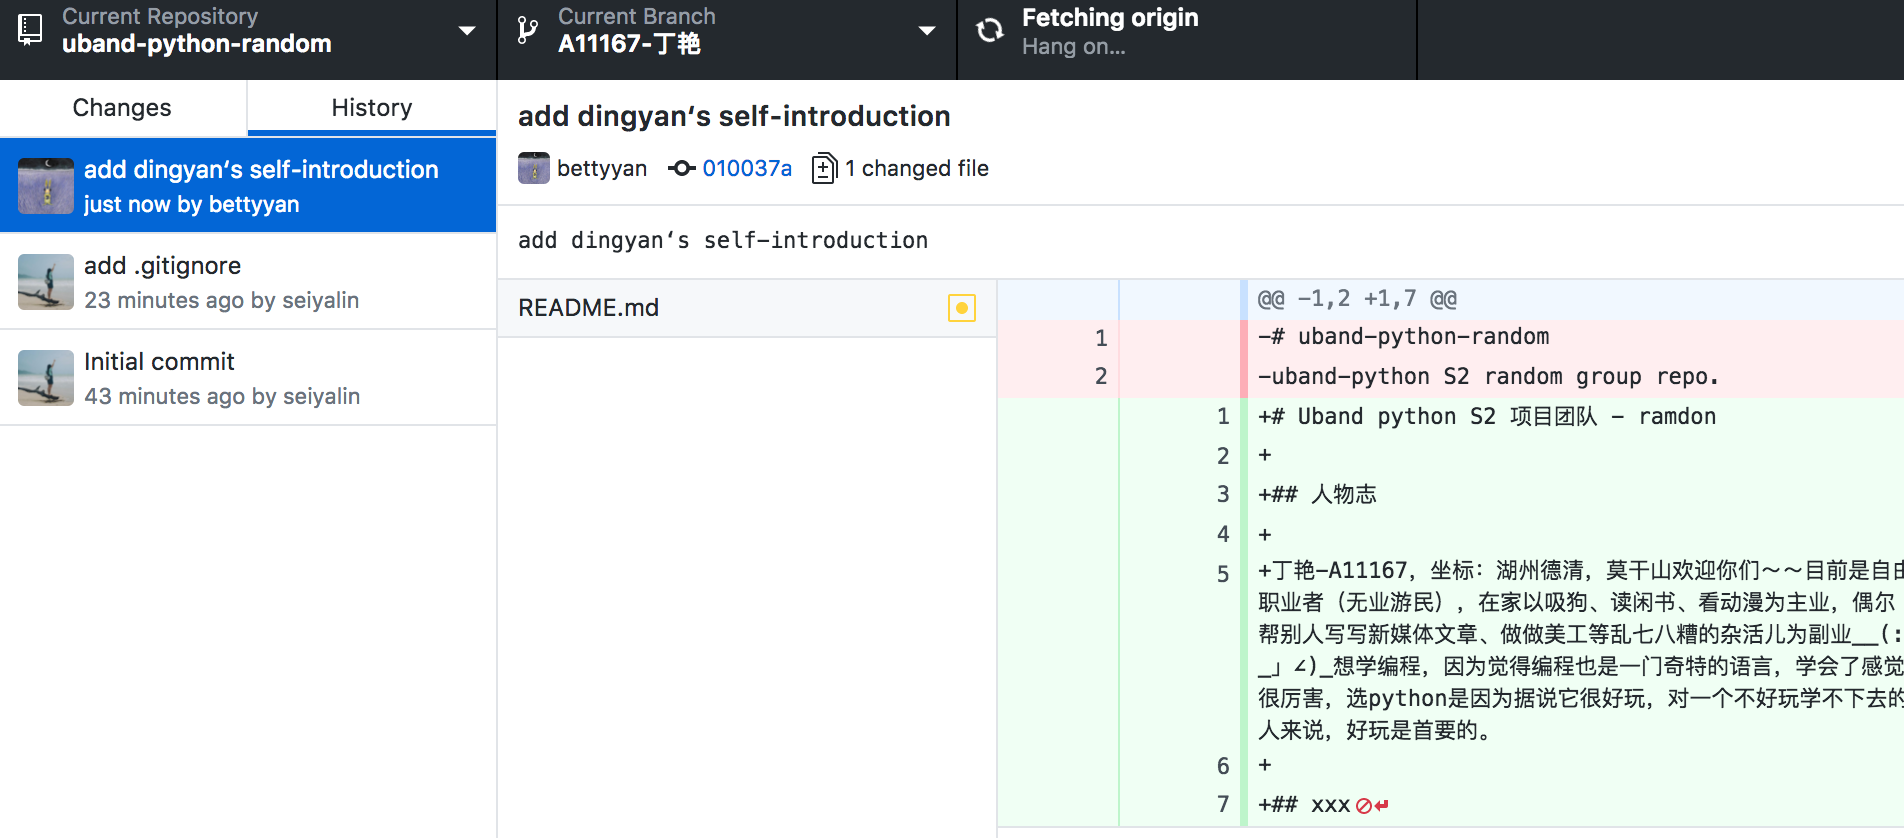 Current Repository
uband-python-random
Current Branch
A11167-丁艳
Fetching origin
Hang on...
Changes
History
add dingyan‘s self-introduction
just now by bettyyan
add .gitignore
23 minutes ago by seiyalin
Initial commit
43 minutes ago by seiyalin
add dingyan‘s self-introduction
bettyyan 010037a 1 changed file
add dingyan‘s self-introduction
README.md
@@ -1,2 +1,7 @@
1 -# uband-python-random
2 -uband-python S2 random group repo.
1 +# Uband python S2 项目团队 - ramdon
2 +
3 +## 人物志
4 +
5 +丁艳-A11167，坐标：湖州德清，莫干山欢迎你们～～目前是自由
职业者（无业游民），在家以吸狗、读闲书、看动漫为主业，偶尔
帮别人写写新媒体文章、做做美工等乱七八糟的杂活儿为副业__(:
_」∠)_想学编程，因为觉得编程也是一门奇特的语言，学会了感觉
很厉害，选python是因为据说它很好玩，对一个不好玩学不下去的
人来说，好玩是首要的。
6 +
7 +## xxx